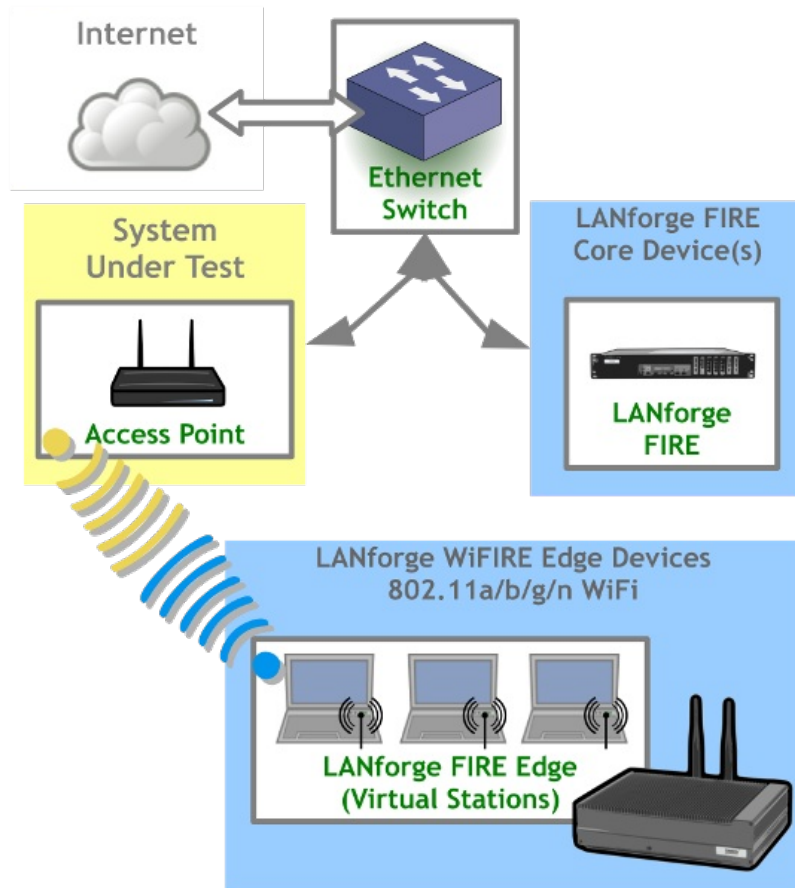 Internet
Ethernet
Switch
System
Under Test
Access Point
LANforge FIRE
Core Device(s)
LANforge
FIRE
LANforge WiFIRE Edge Devices
802.11a/b/g/n WiFi
LANforge FIRE Edge
(Virtual Stations)